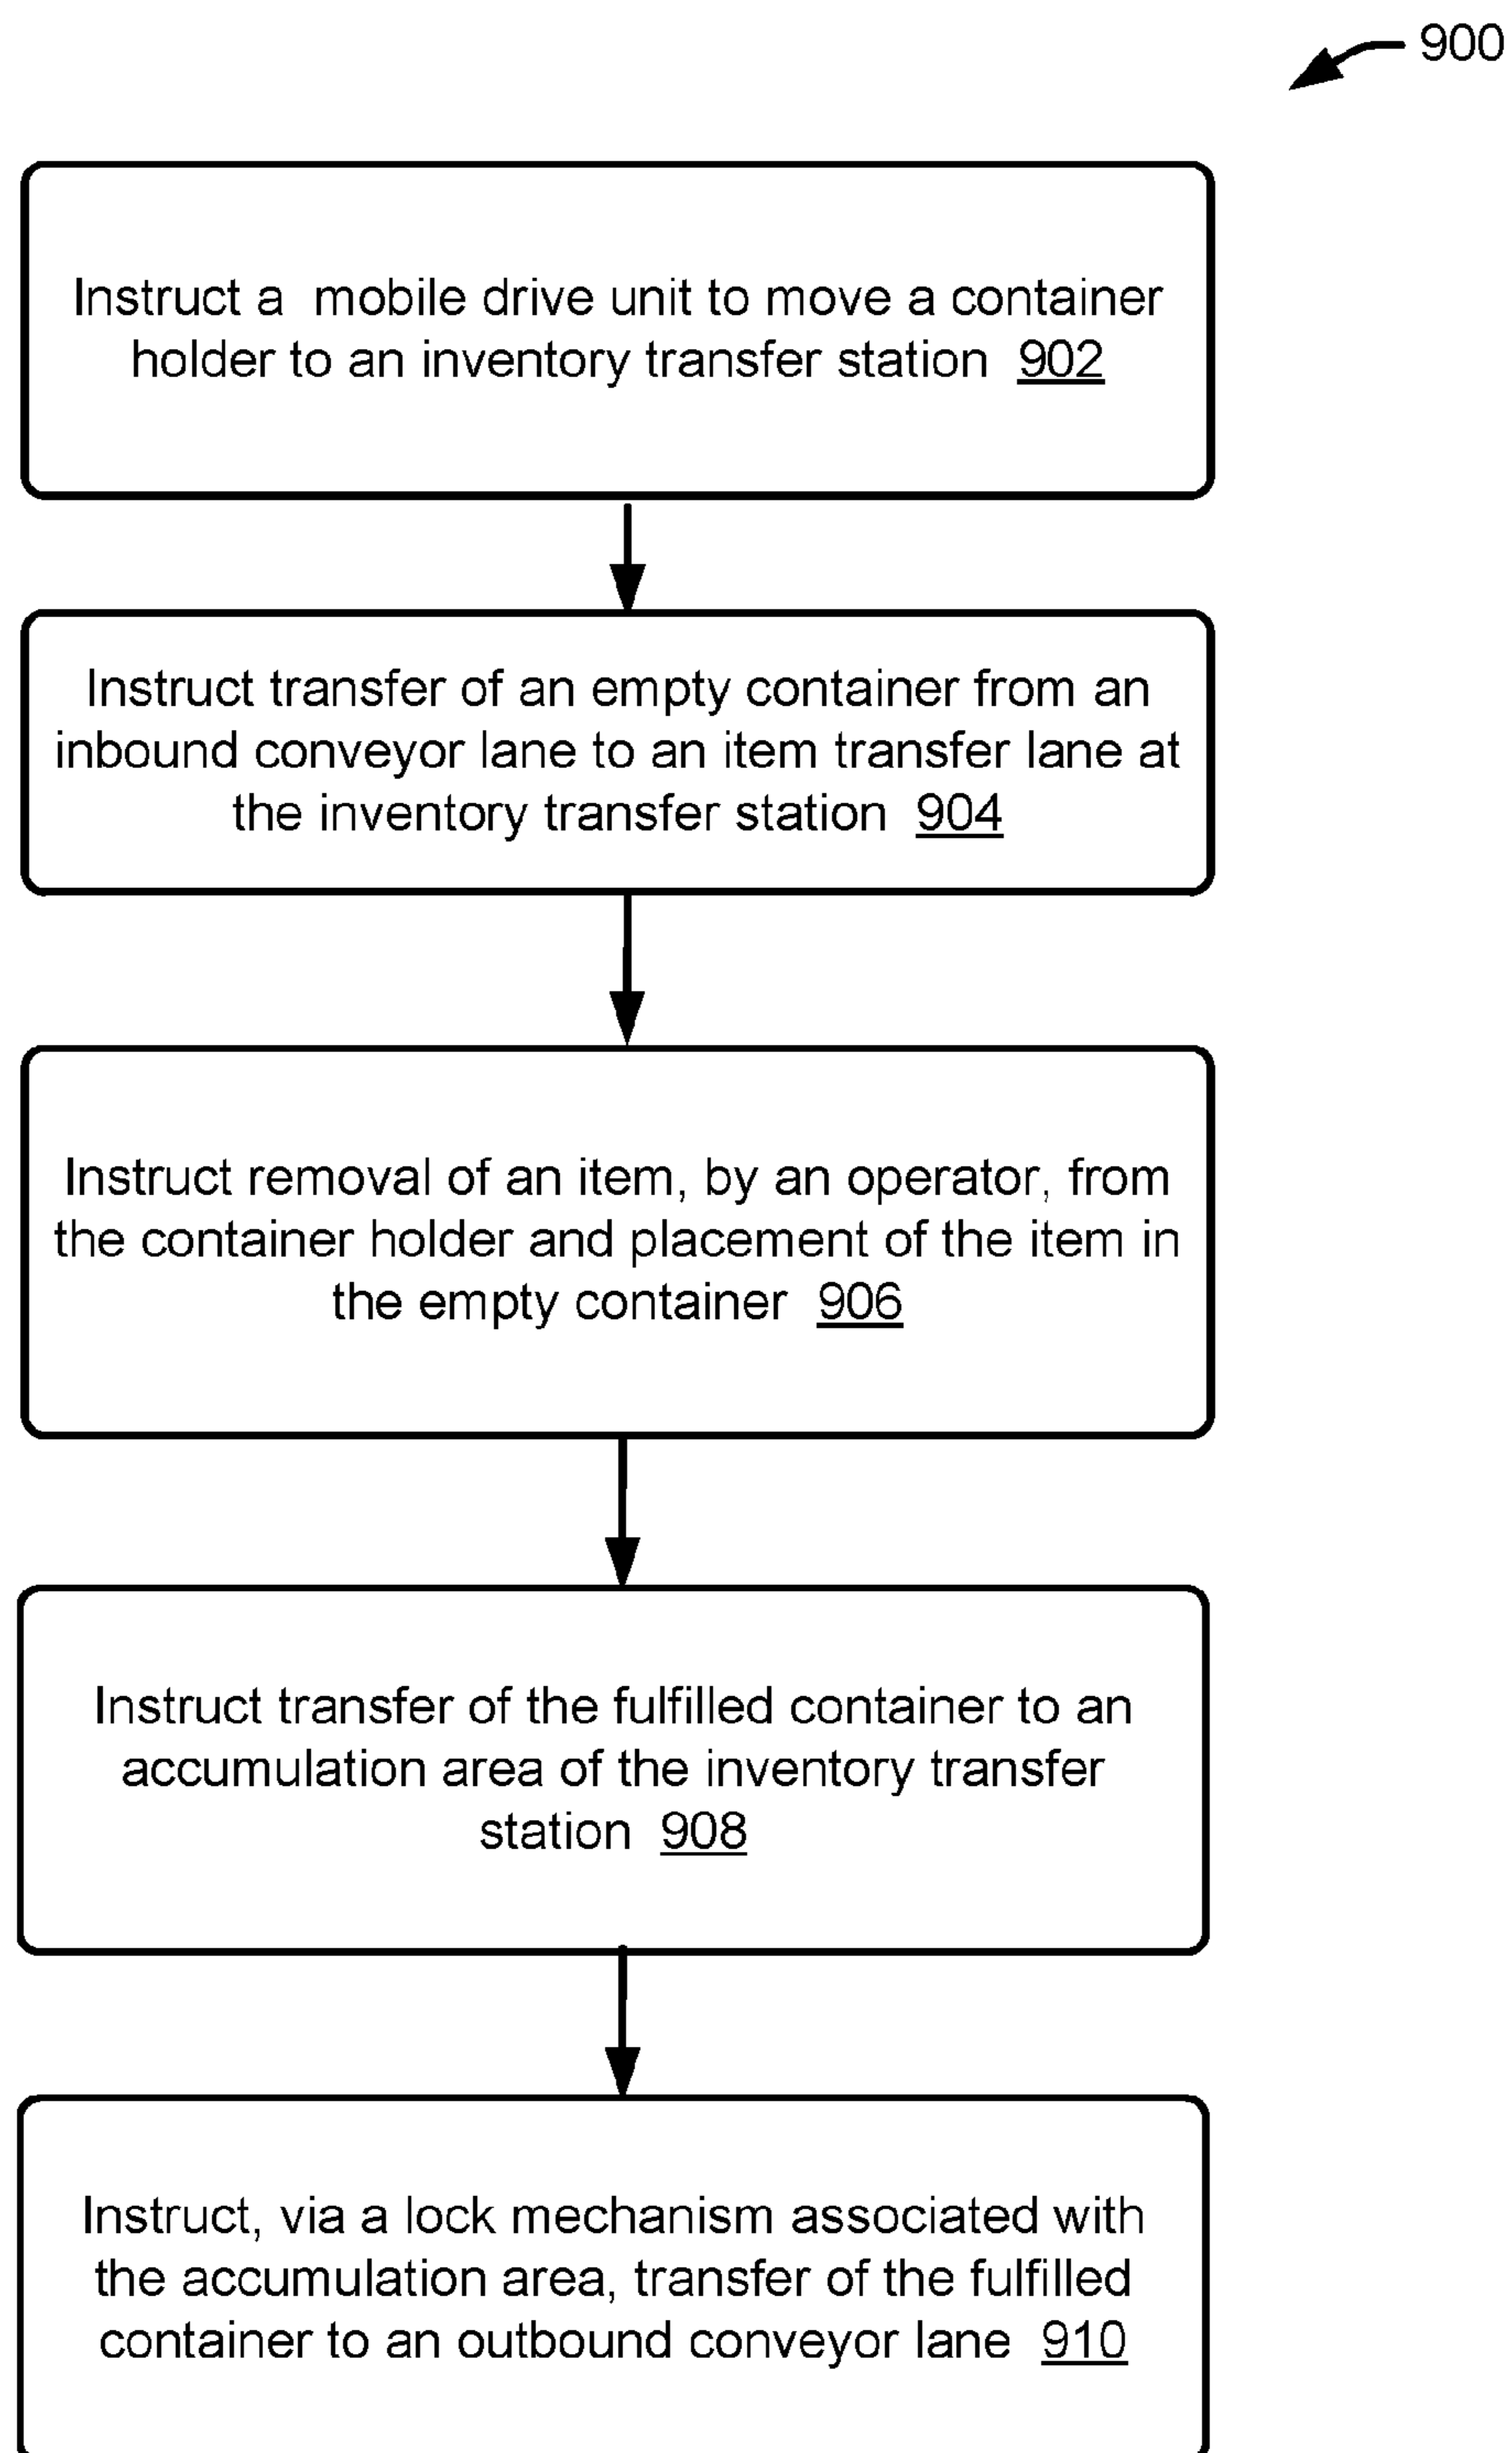 900
Instruct a mobile drive unit to move a container
holder to an inventory transfer station 902
Instruct transfer of an empty container from an
inbound conveyor lane to an item transfer lane at
the inventory transfer station 904
Instruct removal of an item, by an operator, from
the container holder and placement of the item in
the empty container 906
Instruct transfer of the fulfilled container to an
accumulation area of the inventory transfer
station 908
Instruct, via a lock mechanism associated with
the accumulation area, transfer of the fulfilled
container to an outbound conveyor lane 910